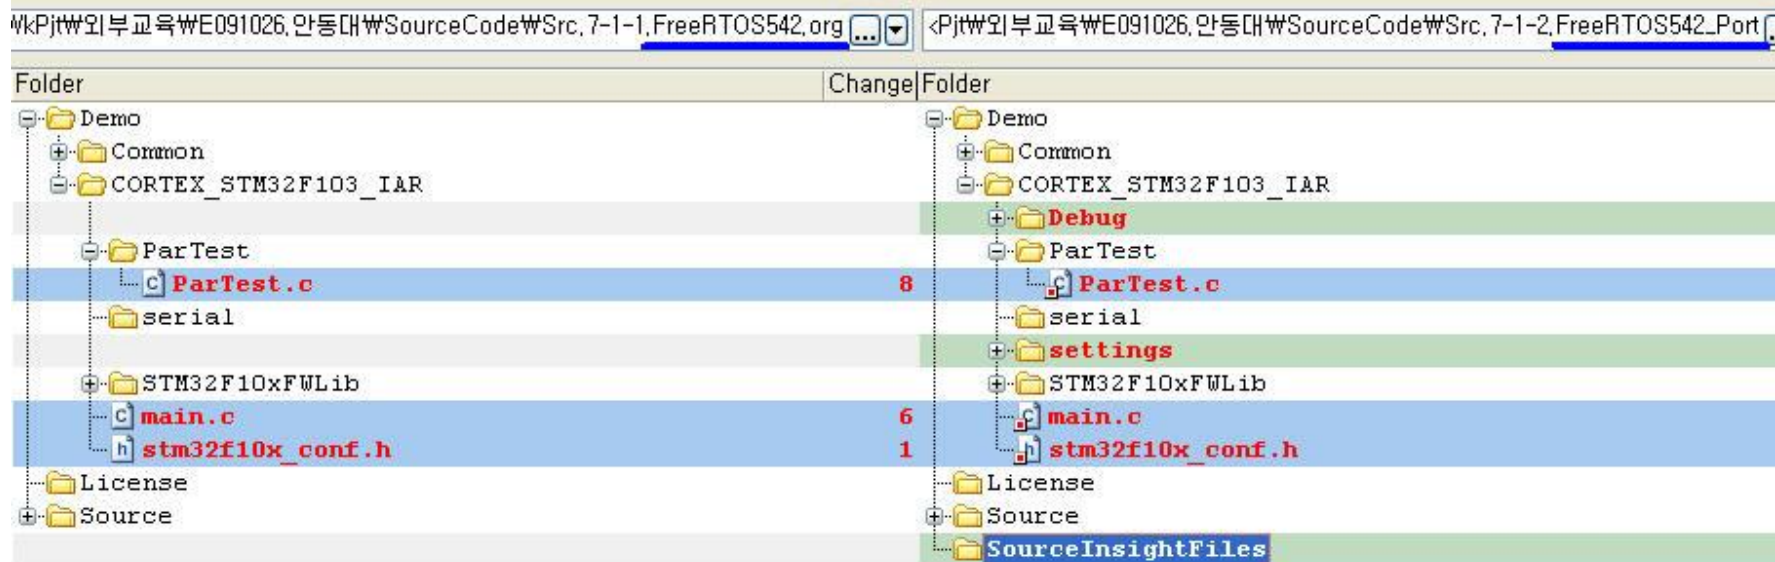 WkPjt₩외부교육₩E091026,안동대₩SourceCode₩Src,7-1-1,FreeRTOS542,org ... <Pjt₩외부교육₩E091026,안동대₩SourceCode₩Src,7-1-2,FreeRTOS542_Port
Folder Change Folder
Demo Demo
Common Common
CORTEX_STM32F103_IAR CORTEX_STM32F103_IAR
Debug
ParTest ParTest
ParTest.c 8 ParTest.c
serial serial
settings
STM32F10xFWLib STM32F10xFWLib
main.c 6 main.c
stm32f10x_conf.h 1 stm32f10x_conf.h
License License
Source Source
SourceInsightFiles